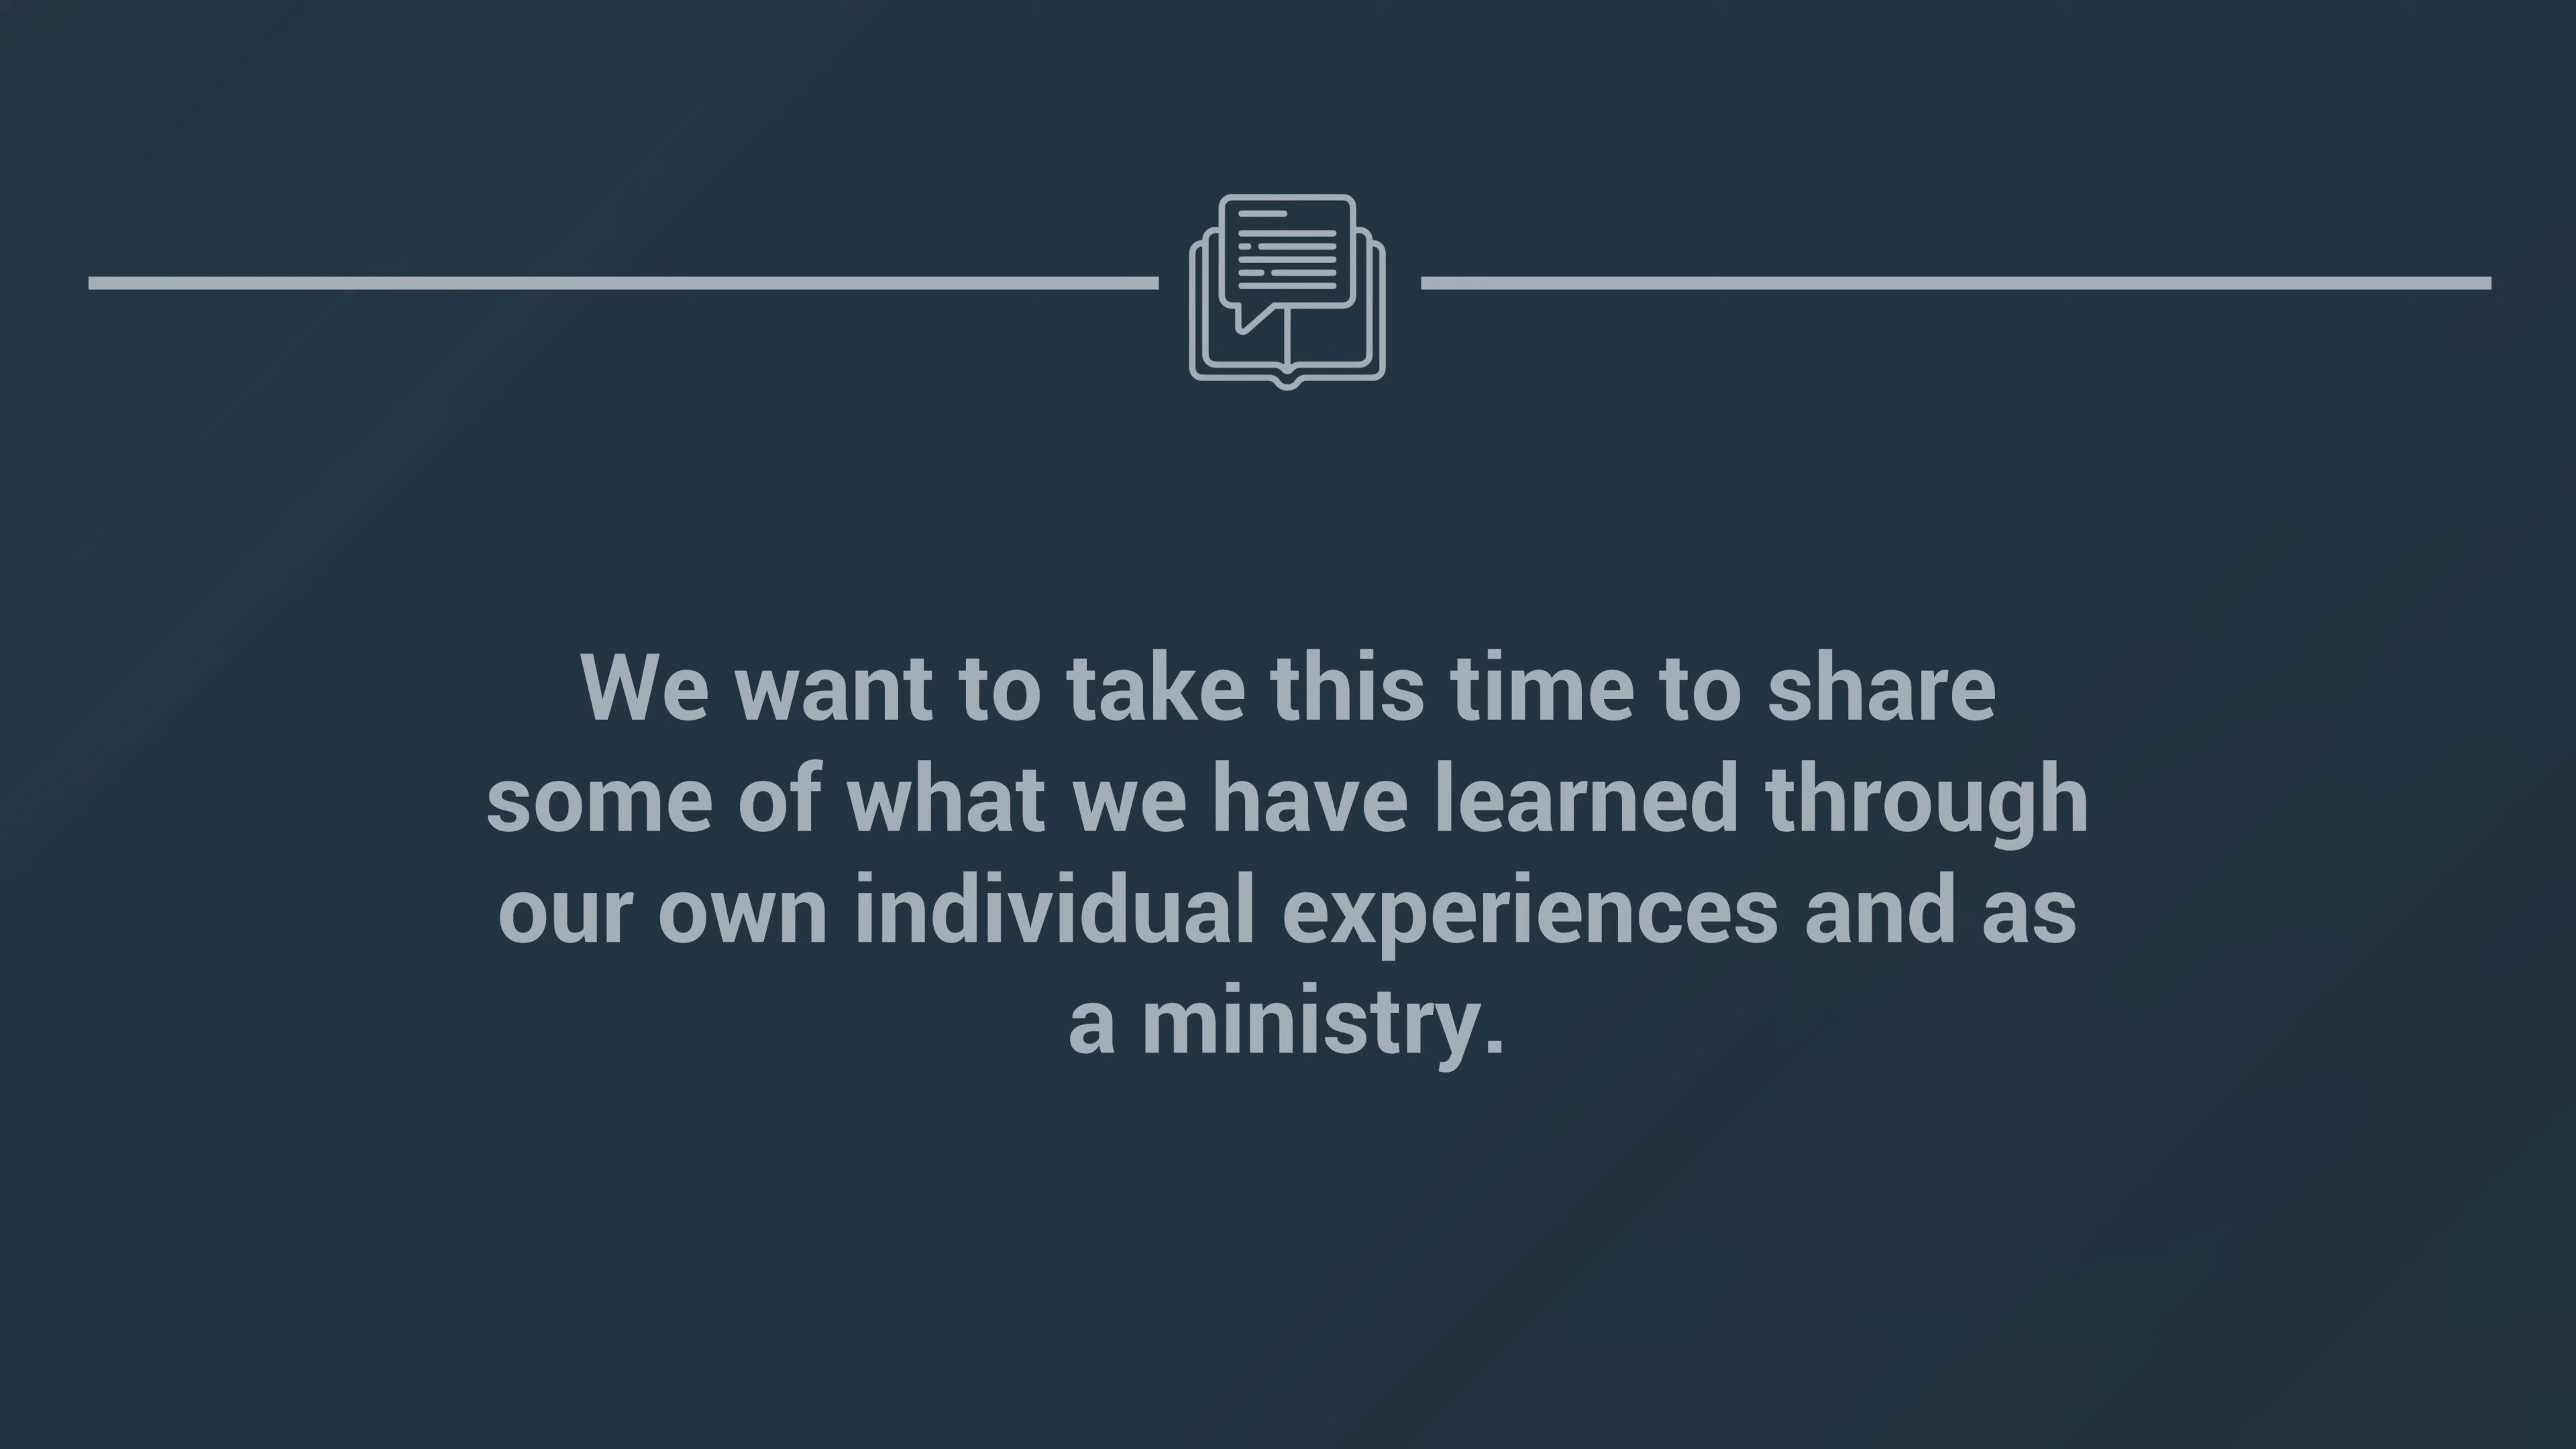 We want to take this time to share
some of what we have learned through
our own individual experiences and as
a ministry.